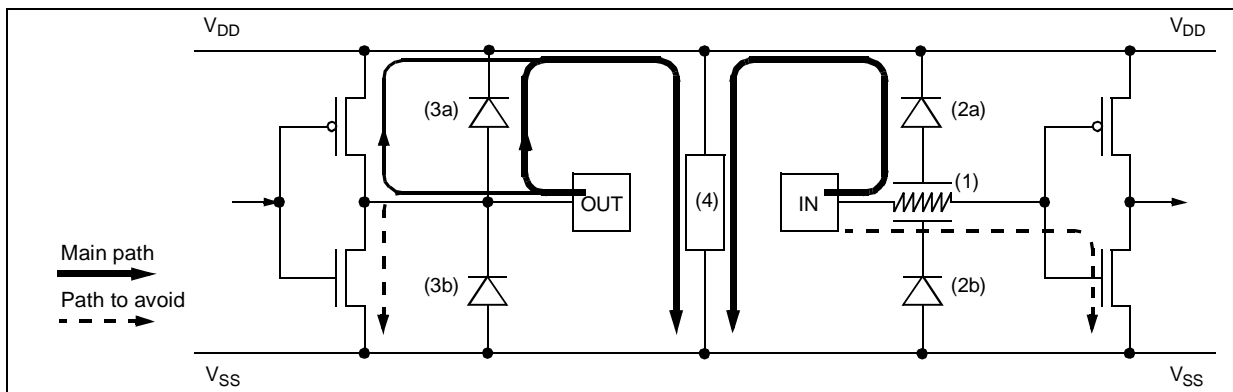 VDD
VDD
(3a)
(2a)
(1)
OUT
(4)
IN
Main path
(3b)
(2b)
Path to avoid
VSS
VSS